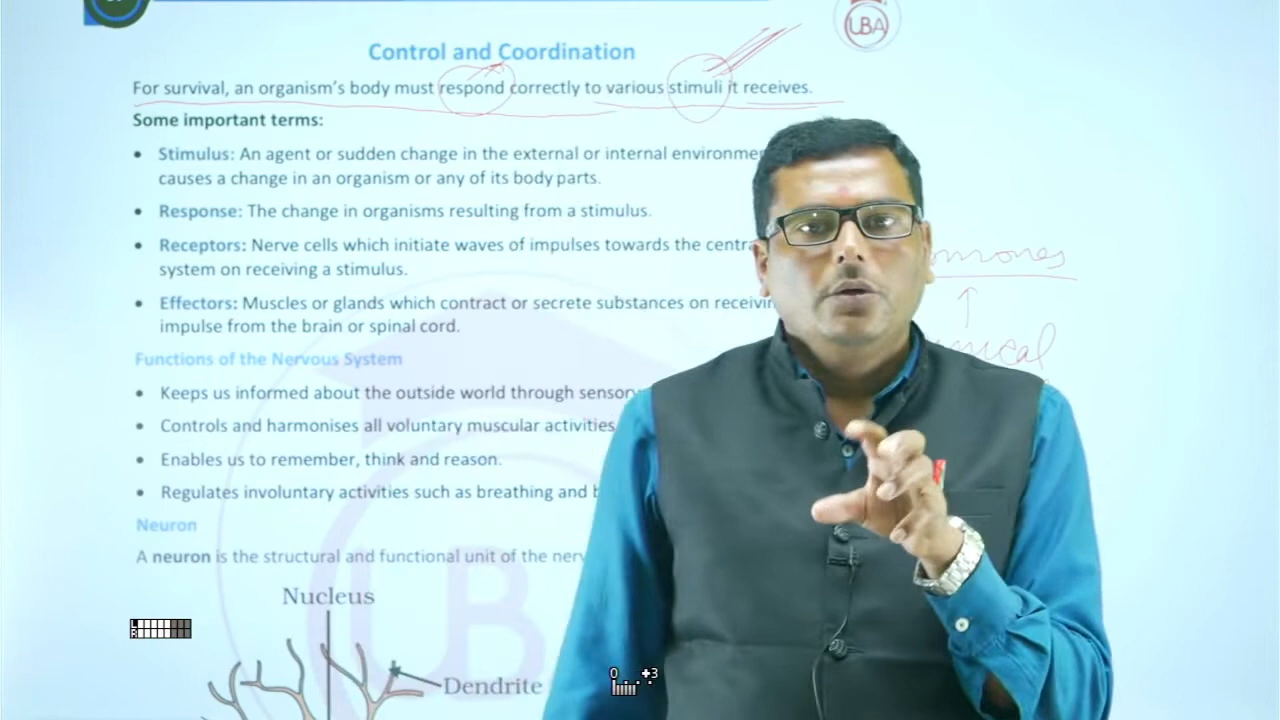 UBA
Control and Coordination
For survival, an organism's body must respond correctly to various stimuli it receives.
Some important terms:
• Stimulus: An agent or sudden change in the external or internal environme
causes a change in an organism or any of its body parts.
• Response: The change in organisms resulting from a stimulus.
• Receptors: Nerve cells which initiate waves of impulses towards the centra
system on receiving a stimulus.
• Effectors: Muscles or glands which contract or secrete substances on receivin
impulse from the brain or spinal cord.
mones
mical
Functions of the Nervous System
• Keeps us informed about the outside world through sensory
• Controls and harmonises all voluntary muscular activities
• Enables us to remember, think and reason.
• Regulates involuntary activities such as breathing and b
Neuron
A neuron is the structural and functional unit of the nerv
Nucleus
Dendrite
L
R
0 +3
UB